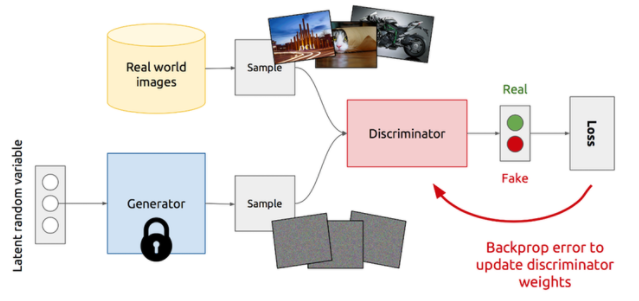 Real world
images
Sample
Real
Discriminator
Loss
Fake
Latent random variable
Generator
Sample
Backprop error to
update discriminator
weights